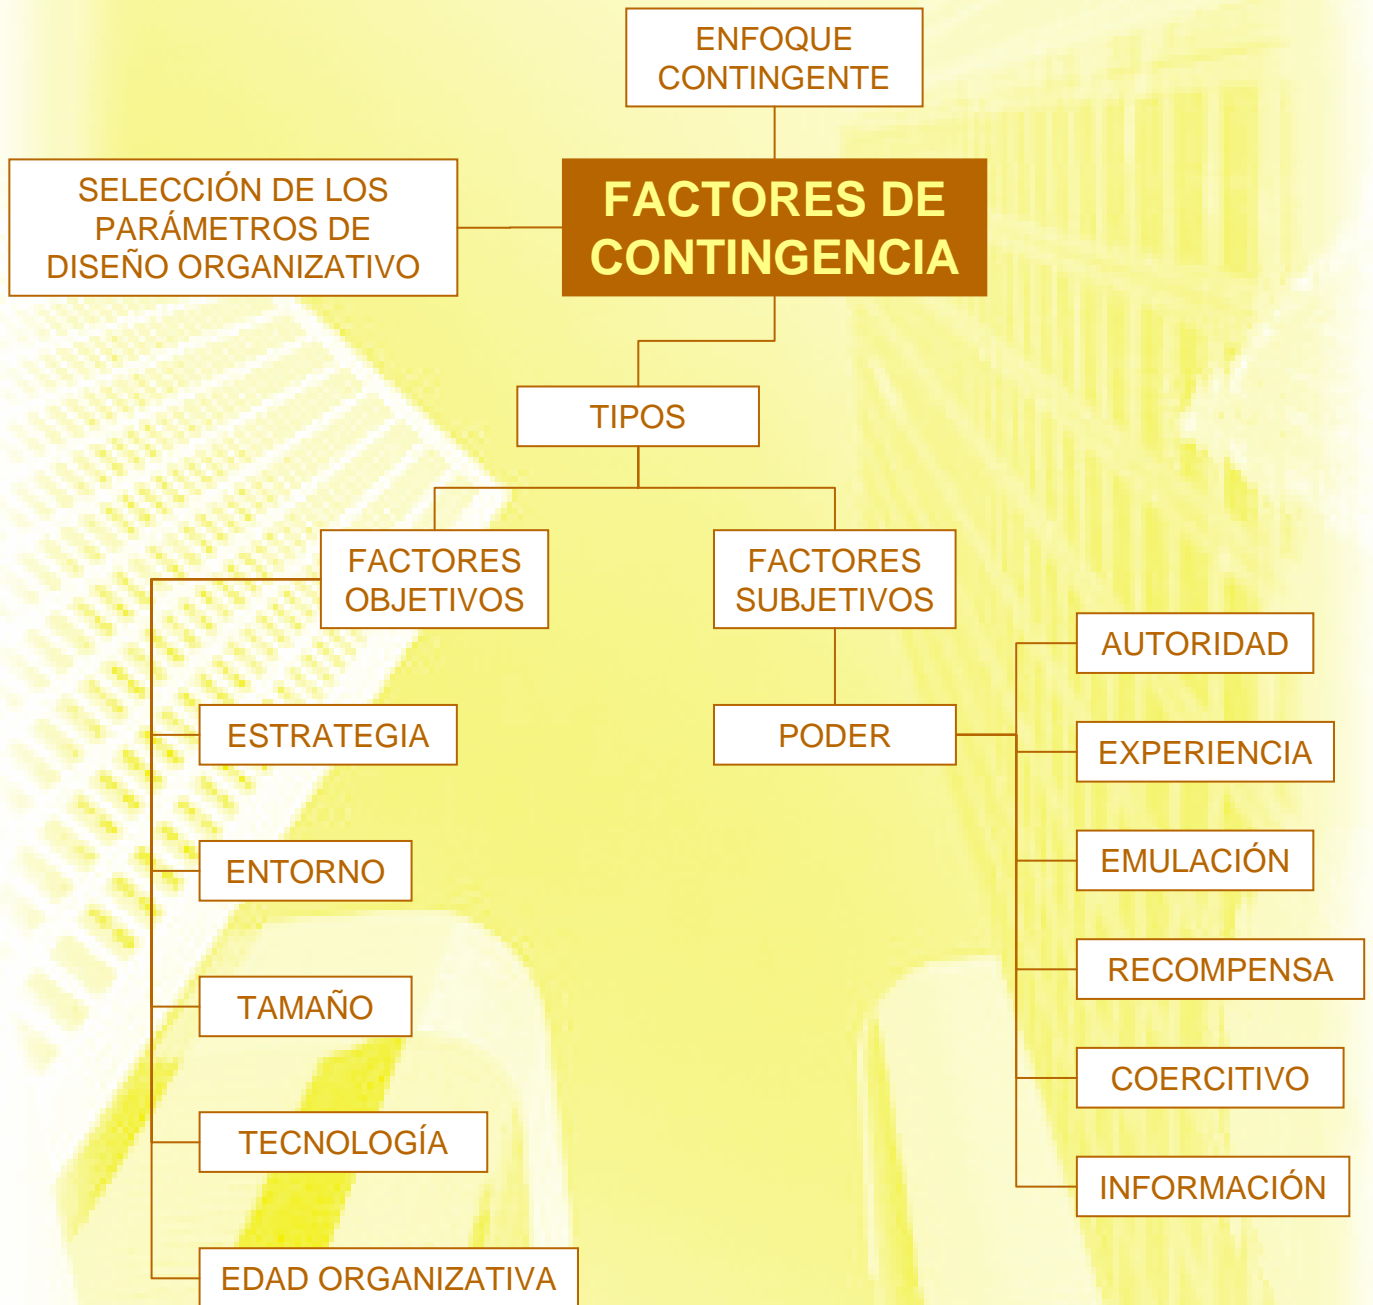 ENFOQUE
CONTINGENTE
SELECCIÓN DE LOS
PARÁMETROS DE
DISEÑO ORGANIZATIVO
FACTORES DE
CONTINGENCIA
TIPOS
FACTORES
OBJETIVOS
FACTORES
SUBJETIVOS
ESTRATEGIA
ENTORNO
TAMAÑO
TECNOLOGÍA
EDAD ORGANIZATIVA
PODER
AUTORIDAD
EXPERIENCIA
EMULACIÓN
RECOMPENSA
COERCITIVO
INFORMACIÓN